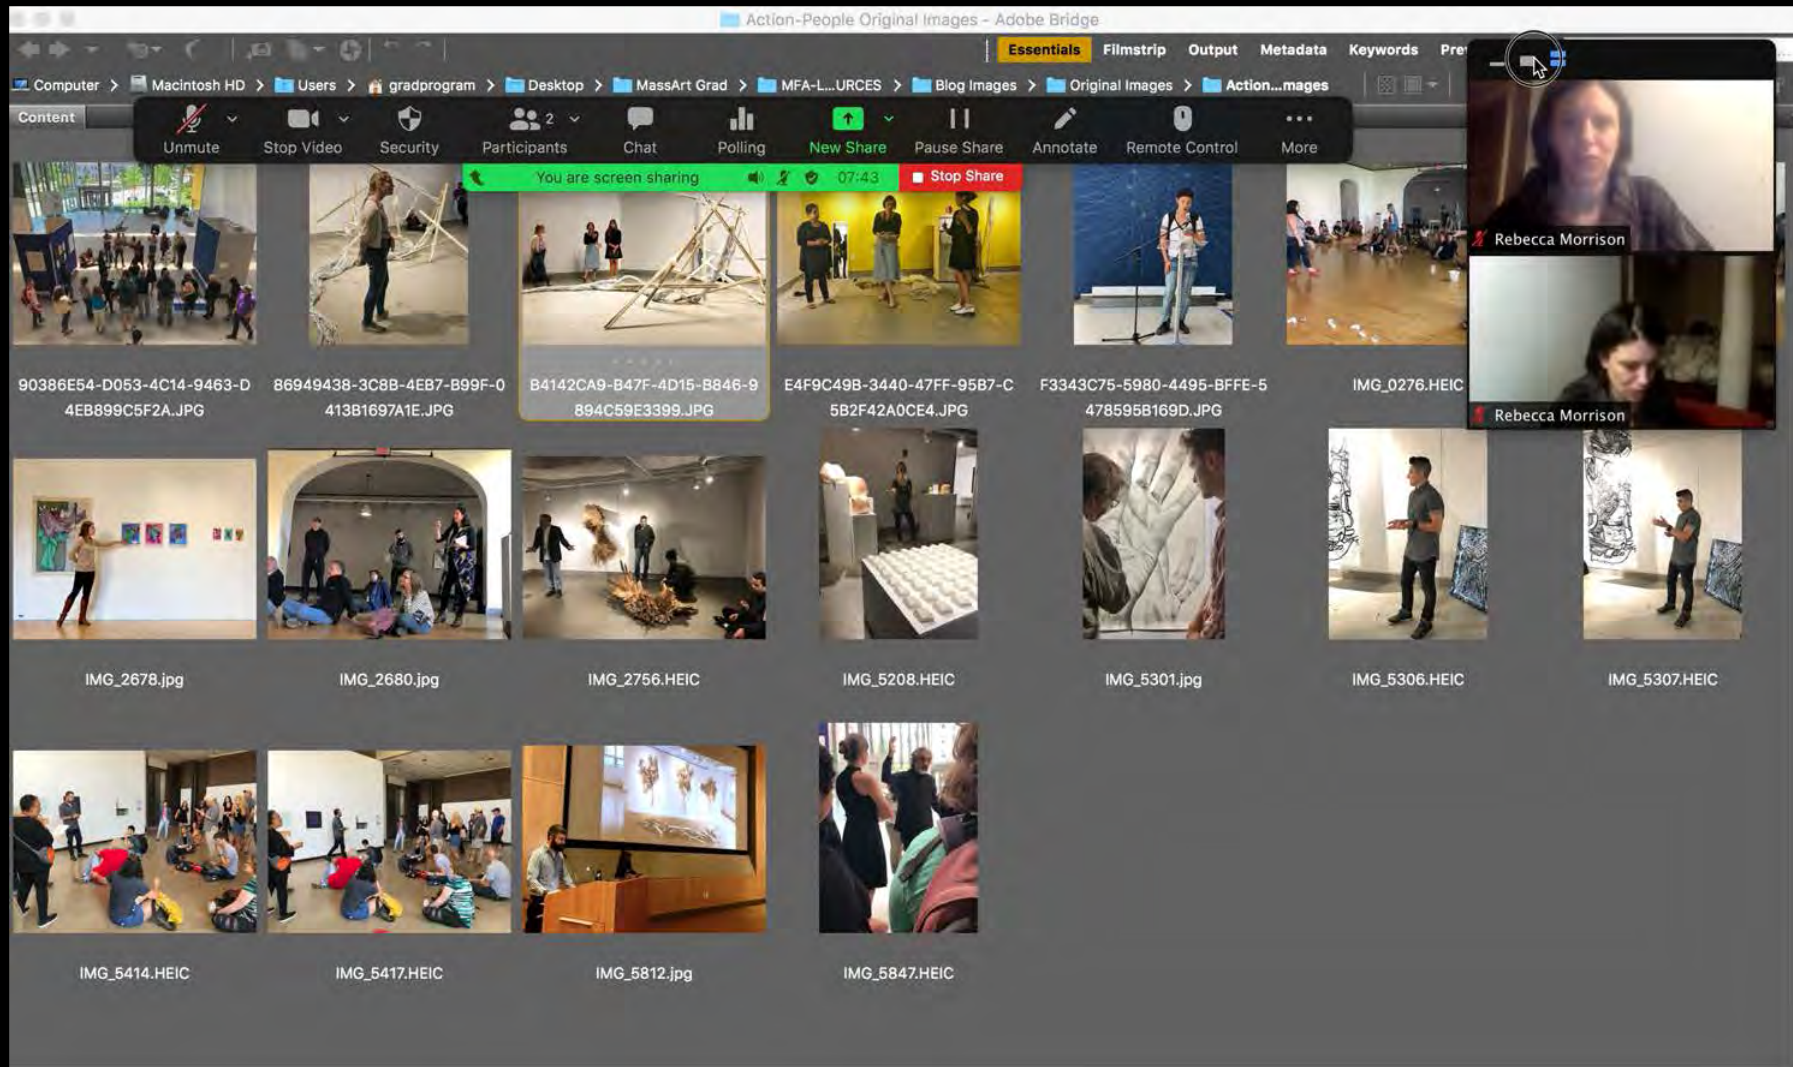 Action-People Original Images - Adobe Bridge
Essentials Filmstrip Output Metadata Keywords Pre
Computer > Macintosh HD > Users > gradprogram > Desktop > MassArt Grad > MFA-L...URCES > Blog Images > Original Images > Action...mages
Content
2
Unmute Stop Video Security Participants Chat Polling New Share Pause Share Annotate Remote Control More
You are screen sharing 07:43 Stop Share
Rebecca Morrison
Rebecca Morrison
90386E54-D053-4C14-9463-D
4EB899C5F2A.JPG
86949438-3C8B-4EB7-B99F-0
413B1697A1E.JPG
B4142CA9-B47F-4D15-B846-9
894C59E3399.JPG
E4F9C49B-3440-47FF-95B7-C
5B2F42A0CE4.JPG
F3343C75-5980-4495-BFFE-5
478595B169D.JPG
IMG_0276.HEIC
IMG_2678.jpg
IMG_2680.jpg
IMG_2756.HEIC
IMG_5208.HEIC
IMG_5301.jpg
IMG_5306.HEIC
IMG_5307.HEIC
IMG_5414.HEIC
IMG_5417.HEIC
IMG_5812.jpg
IMG_5847.HEIC